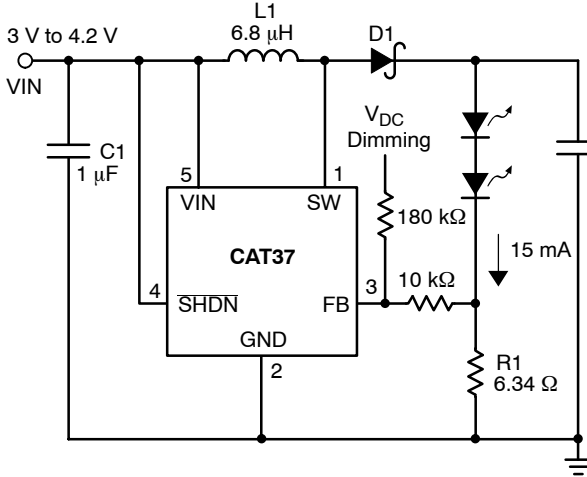 L1
6.8 µH
D1
3 V to 4.2 V
VIN
C1
1 µF
VDC
Dimming
5
1
VIN
SW
180 kΩ
CAT37
15 mA
10 kΩ
4
SHDN
FB
3
GND
2
R1
6.34 Ω